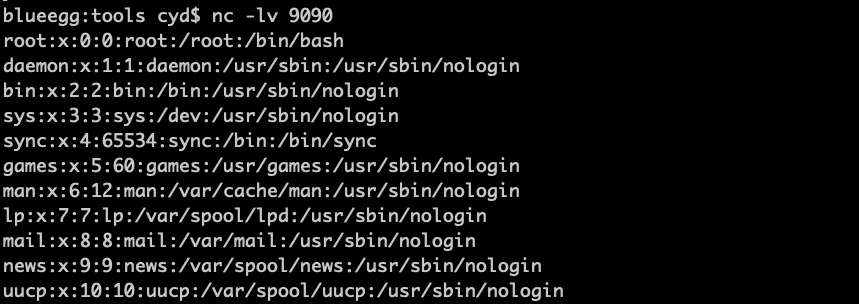 blueegg:tools cyd$ nc -lv 9090
root:x:0:0:root:/root:/bin/bash
daemon:x:1:1:daemon:/usr/sbin:/usr/sbin/nologin
bin:x:2:2:bin:/bin:/usr/sbin/nologin
sys:x:3:3:sys:/dev:/usr/sbin/nologin
sync:x:4:65534:sync:/bin:/bin/sync
games:x:5:60:games:/usr/games:/usr/sbin/nologin
man:x:6:12:man:/var/cache/man:/usr/sbin/nologin
lp:x:7:7:lp:/var/spool/lpd:/usr/sbin/nologin
mail:x:8:8:mail:/var/mail:/usr/sbin/nologin
news:x:9:9:news:/var/spool/news:/usr/sbin/nologin
uucp:x:10:10:uucp:/var/spool/uucp:/usr/sbin/nologin